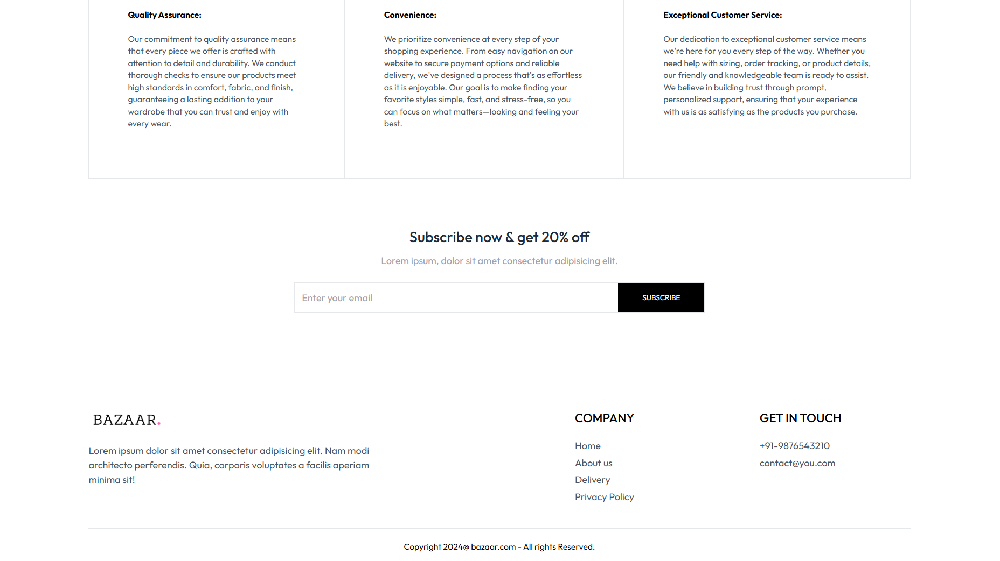 Quality Assurance:
Our commitment to quality assurance means
that every piece we offer is crafted with
attention to detail and durability. We conduct
thorough checks to ensure our products meet
high standards in comfort, fabric, and finish,
guaranteeing a lasting addition to your
wardrobe that you can trust and enjoy with
every wear.
Convenience:
We prioritize convenience at every step of your
shopping experience. From easy navigation on our
website to secure payment options and reliable
delivery, we've designed a process that's as effortless
as it is enjoyable. Our goal is to make finding your
favorite styles simple, fast, and stress-free, so you
can focus on what matters—looking and feeling your
best.
Exceptional Customer Service:
Our dedication to exceptional customer service means
we're here for you every step of the way. Whether you
need help with sizing, order tracking, or product details,
our friendly and knowledgeable team is ready to assist.
We believe in building trust through prompt,
personalized support, ensuring that your experience
with us is as satisfying as the products you purchase.
Subscribe now & get 20% off
Lorem ipsum, dolor sit amet consectetur adipisicing elit.
Enter your email
SUBSCRIBE
BAZAAR.
Lorem ipsum dolor sit amet consectetur adipisicing elit. Nam modi
architecto perferendis. Quia, corporis voluptates a facilis aperiam
minima sit!
COMPANY
Home
About us
Delivery
Privacy Policy
GET IN TOUCH
+91-9876543210
contact@you.com
Copyright 2024@ bazaar.com - All rights Reserved.